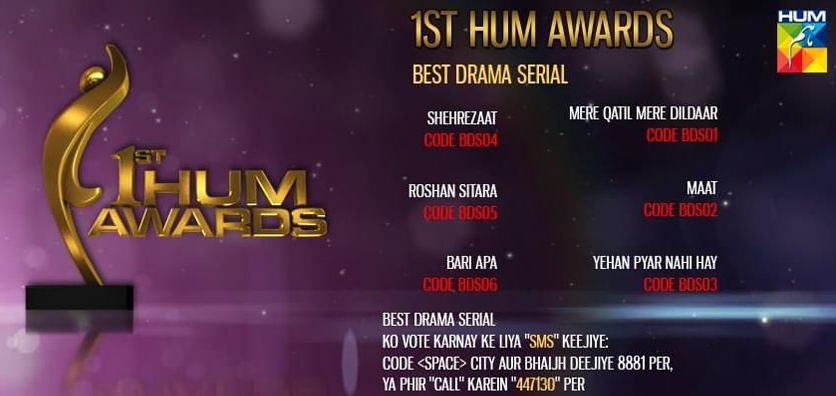 1ST HUM AWARDS
HUM
BEST DRAMA SERIAL
SHEHREZAAT
CODE BDS04
MERE QATIL MERE DILDAAR
CODE BDS01
ROSHAN SITARA
CODE BDS05
MAAT
CODE BDS02
BARI APA
CODE BDS06
YEHAN PYAR NAHI HAY
CODE BDS03
1ST
HUM
AWARDS
BEST DRAMA SERIAL
KO VOTE KARNAY KE LIYA "SMS" KEEJIYE:
CODE <SPACE> CITY AUR BHAIJH DEEJIYE 8881 PER,
YA PHIR "CALL" KAREIN "447130" PER